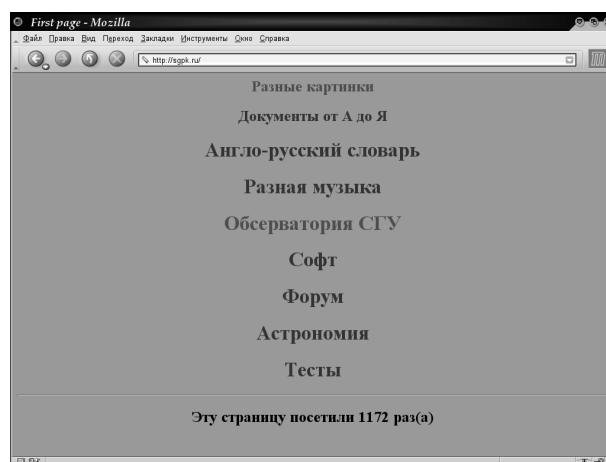 First page - Mozilla
Файл Правка Вид Переход Закладки Инструменты Окно Справка
http://sgpk.ru/
Разные картинки
Документы от А до Я
Англо-русский словарь
Разная музыка
Обсерватория СГУ
Софт
Форум
Астрономия
Тесты
Эту страницу посетили 1172 раз(а)